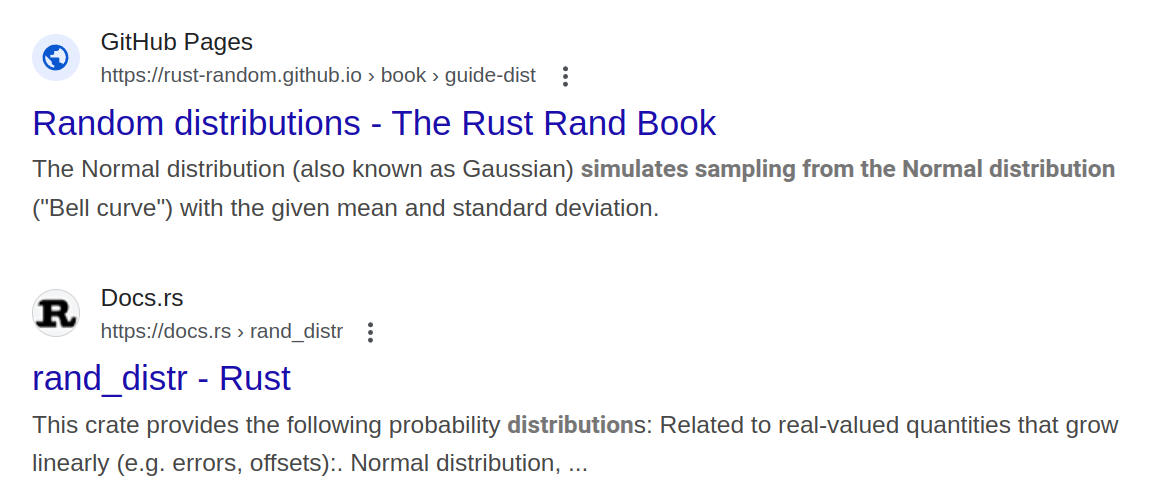 GitHub Pages
https://rust-random.github.io › book › guide-dist
Random distributions - The Rust Rand Book
The Normal distribution (also known as Gaussian) simulates sampling from the Normal distribution
("Bell curve") with the given mean and standard deviation.
R
Docs.rs
https://docs.rs › rand_distr
rand_distr - Rust
This crate provides the following probability distributions: Related to real-valued quantities that grow
linearly (e.g. errors, offsets):. Normal distribution, ...